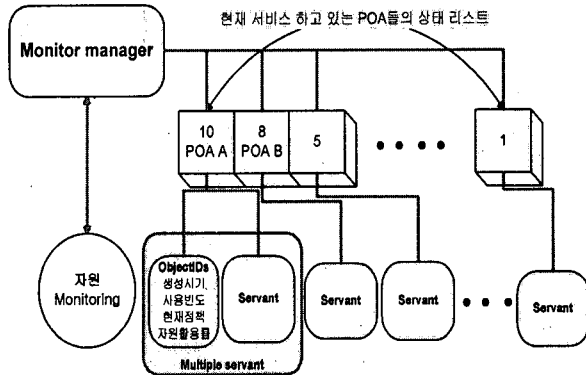 현재 서비스 하고 있는 POA들의 상태 리스트
Monitor manager
10
POA A
8
POA B
5
1
자원
Monitoring
ObjectIDs
생성시기
사용빈도
현재정책
자원활용률
Servant
Servant
Servant
Servant
Multiple servant